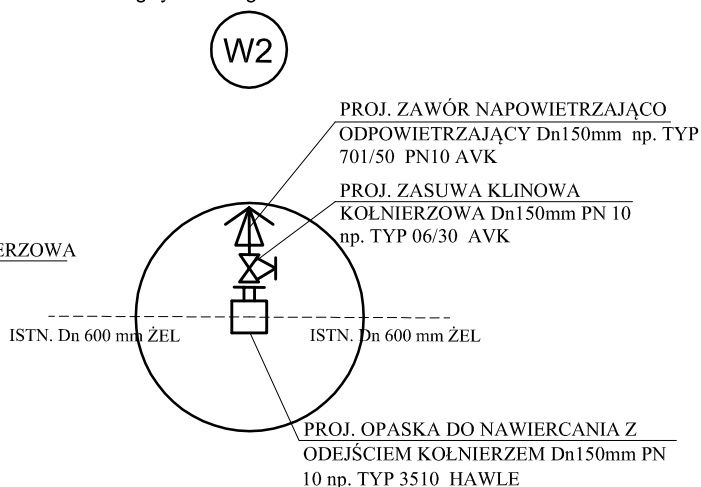 W2
PROJ. ZAWÓR NAPOWIETRZAJĄCO
ODPOWIETRZAJĄCY Dn150mm np. TYP
701/50 PN10 AVK
PROJ. ZASUWA KLINOWA
KOŁNIERZOWA Dn150mm PN 10
np. TYP 06/30 AVK
ERZOWA
ISTN. Dn 600 mm ŻEL
ISTN. Dn 600 mm ŻEL
PROJ. OPASKA DO NAWIERCANIA Z
ODEJŚCIEM KOŁNIERZEM Dn150mm PN
10 np. TYP 3510 HAWLE